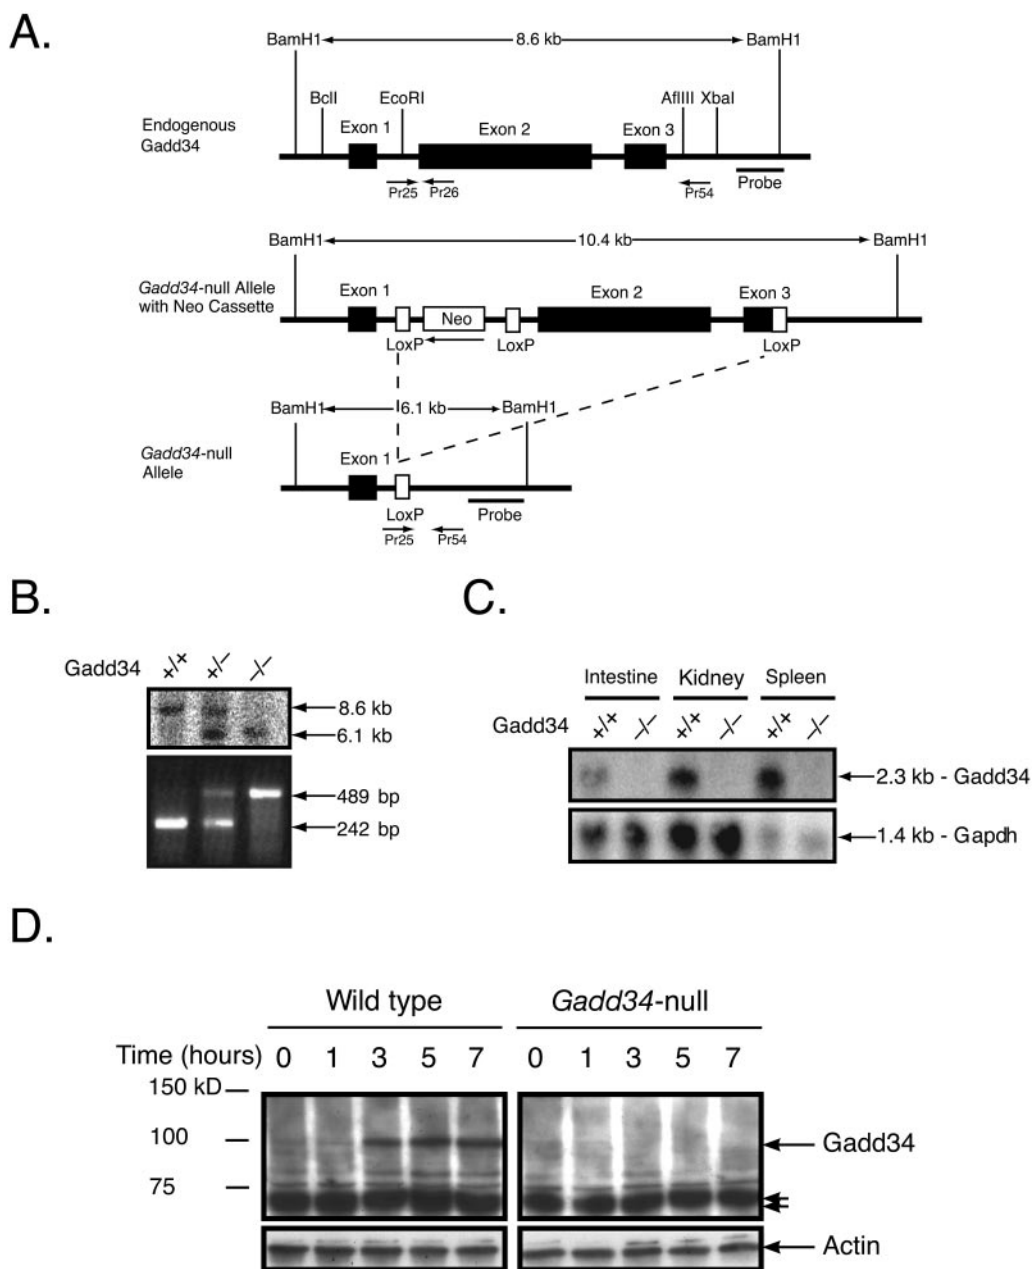 A.
BamH1 8.6 kb BamH1
BclI EcoRI AflIII XbaI
Endogenous
Gadd34
Exon 1 Exon 2 Exon 3
Pr25 Pr26 Pr54 Probe
BamH1 10.4 kb BamH1
Gadd34-null Allele
with Neo Cassette
Exon 1 Exon 2 Exon 3
Neo
LoxP LoxP LoxP
BamH1 6.1 kb BamH1
Gadd34-null
Allele
Exon 1
LoxP Probe
Pr25 Pr54
B.
Gadd34 +/+ +/- -/-
8.6 kb
6.1 kb
489 bp
242 bp
C.
Intestine Kidney Spleen
Gadd34 +/+ -/- +/+ -/- +/+ -/-
2.3 kb - Gadd34
1.4 kb - Gapdh
D.
Wild type Gadd34-null
Time (hours) 0 1 3 5 7 0 1 3 5 7
150 kD
100
Gadd34
75
Actin